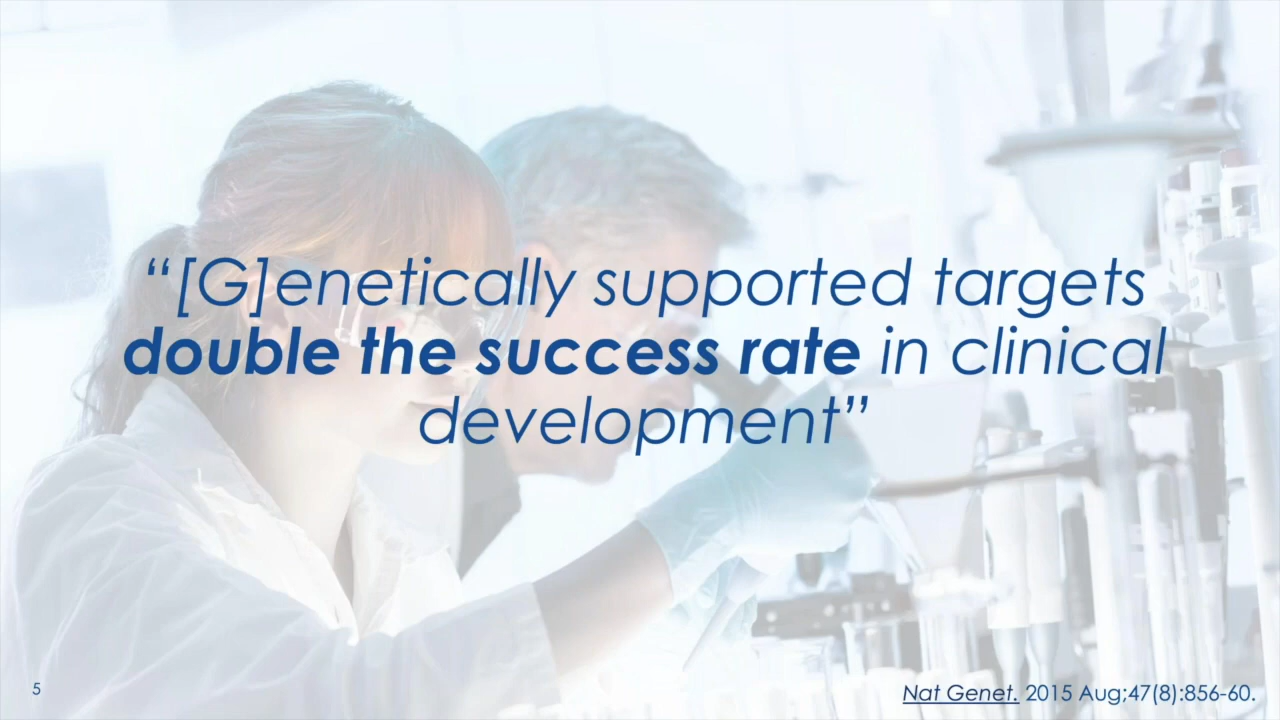 “[G]enetically supported targets
double the success rate in clinical
development”
5
Nat Genet. 2015 Aug;47(8):856-60.